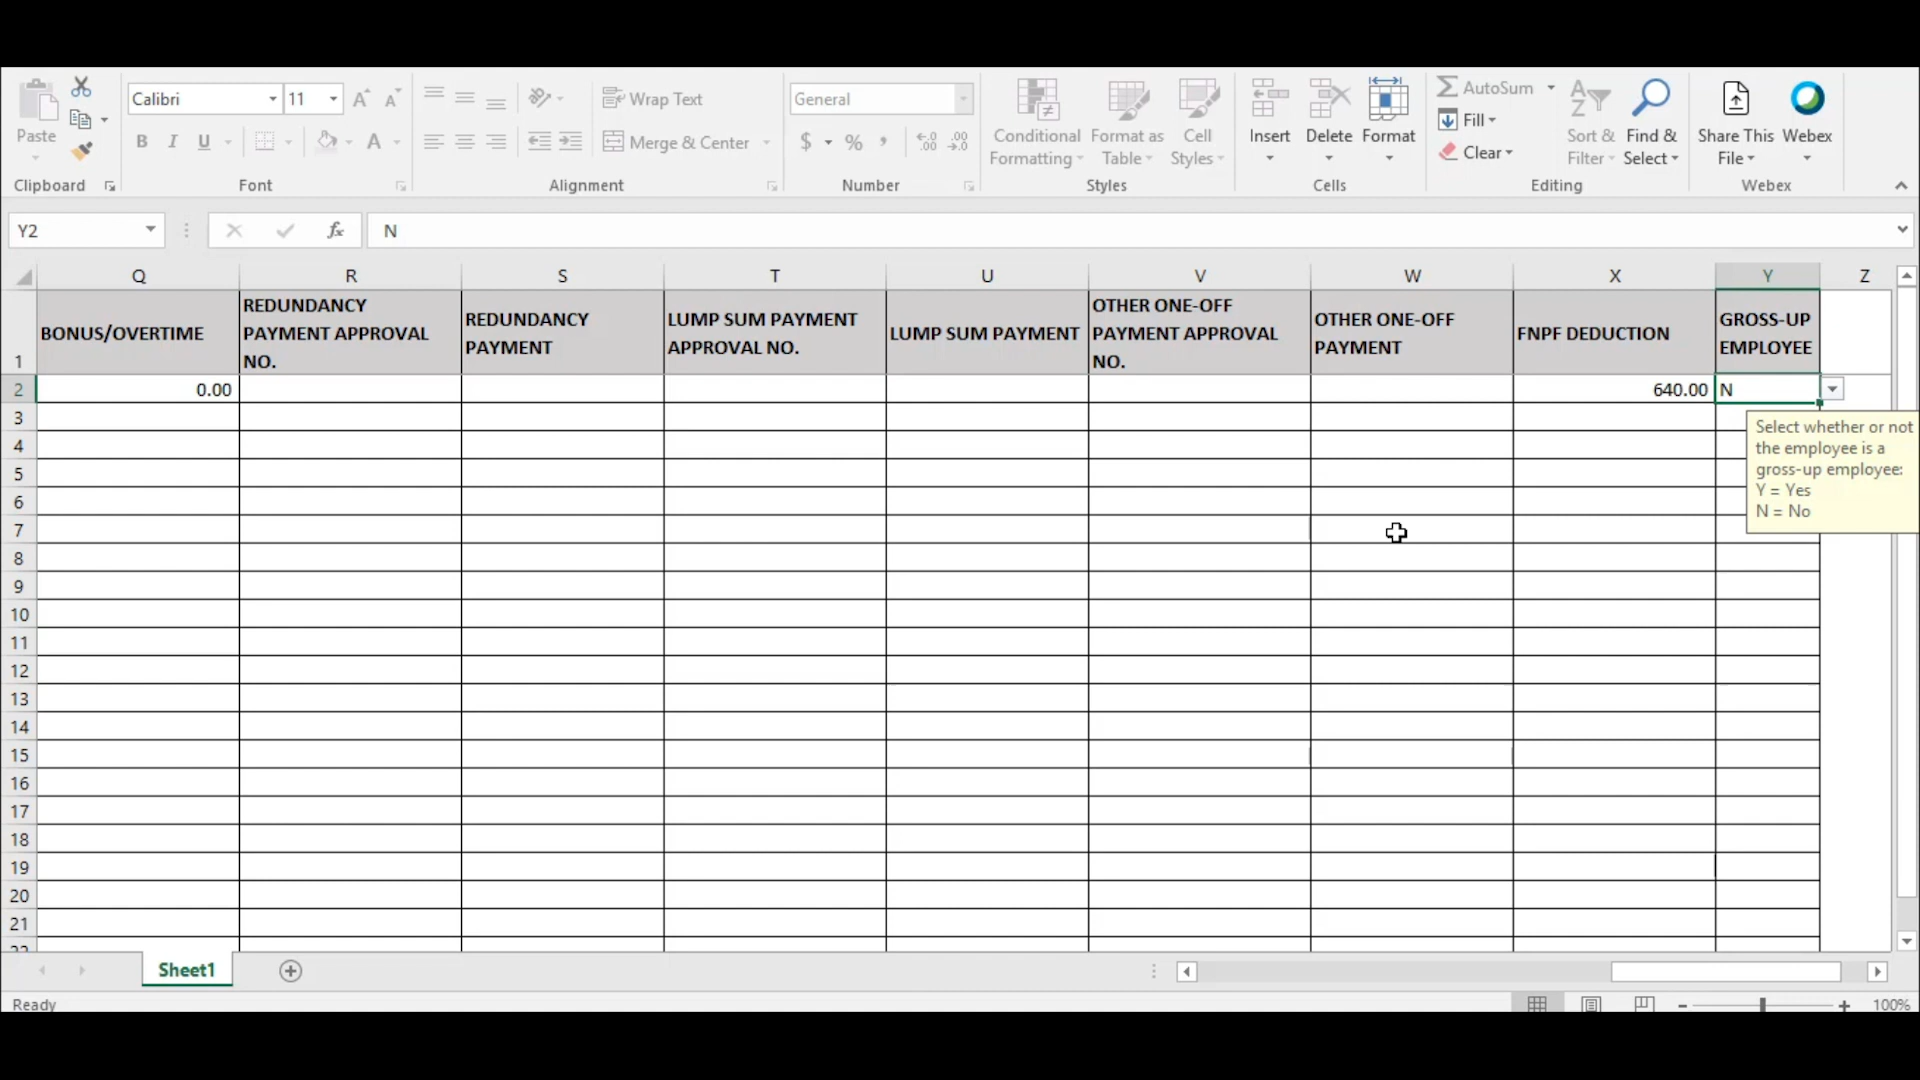 Paste
Clipboard
Calibri
11
A
A
B
I
U
A
Font
Wrap Text
Merge & Center
Alignment
General
$
%
,
Number
Conditional
Formatting
Format as
Table
Cell
Styles
Styles
Insert
Delete
Format
Cells
AutoSum
Fill
Clear
Sort &
Filter
Find &
Select
Editing
Share This
File
Webex
Webex
Y2
fx
N
Q
R
S
T
U
V
W
X
Y
Z
1
BONUS/OVERTIME
REDUNDANCY
PAYMENT APPROVAL
NO.
REDUNDANCY
PAYMENT
LUMP SUM PAYMENT
APPROVAL NO.
LUMP SUM PAYMENT
OTHER ONE-OFF
PAYMENT APPROVAL
NO.
OTHER ONE-OFF
PAYMENT
FNPF DEDUCTION
GROSS-UP
EMPLOYEE
2
0.00
640.00
N
Select whether or not
the employee is a
gross-up employee:
Y = Yes
N = No
3
4
5
6
7
8
9
10
11
12
13
14
15
16
17
18
19
20
21
22
Sheet1
Ready
100%